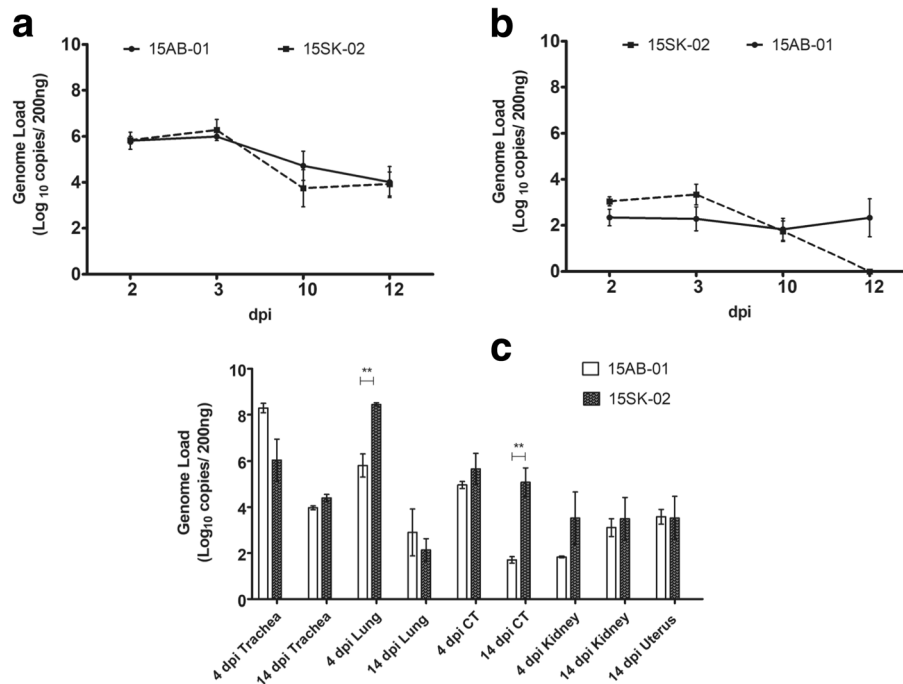 a
15AB-01 15SK-02
Genome Load
(Log 10 copies/ 200ng)
10
8
6
4
2
0
2 3 10 12
dpi
b
15SK-02 15AB-01
Genome Load
(Log 10 copies/ 200ng)
10
8
6
4
2
0
2 3 10 12
dpi
c
15AB-01
15SK-02
Genome Load
(Log10 copies/ 200ng)
10
8
6
4
2
0
**
**
4 dpi Trachea
14 dpi Trachea
4 dpi Lung
14 dpi Lung
4 dpi CT
14 dpi CT
4 dpi Kidney
14 dpi Kidney
14 dpi Uterus